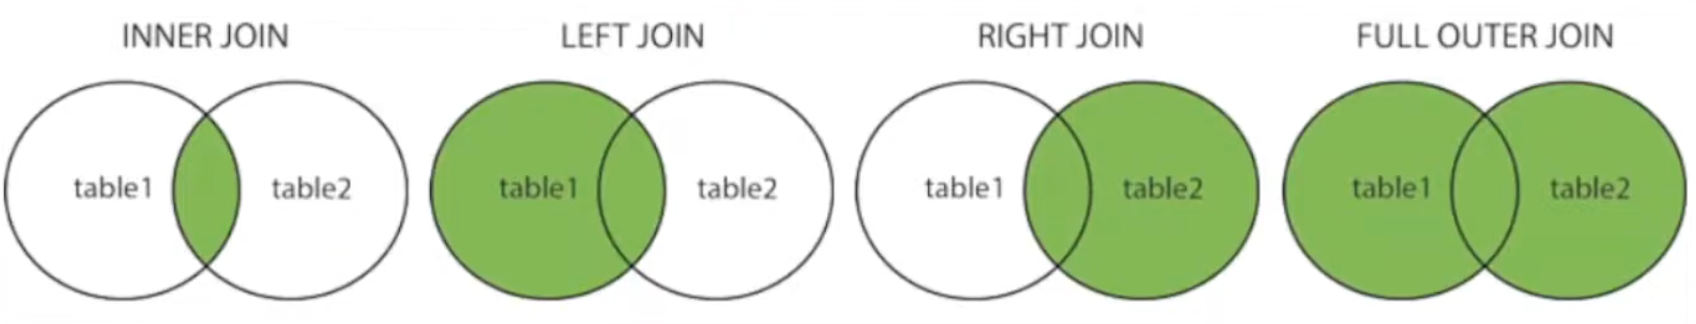 INNER JOIN
LEFT JOIN
RIGHT JOIN
FULL OUTER JOIN
table1
table2
table1
table2
table1
table2
table1
table2